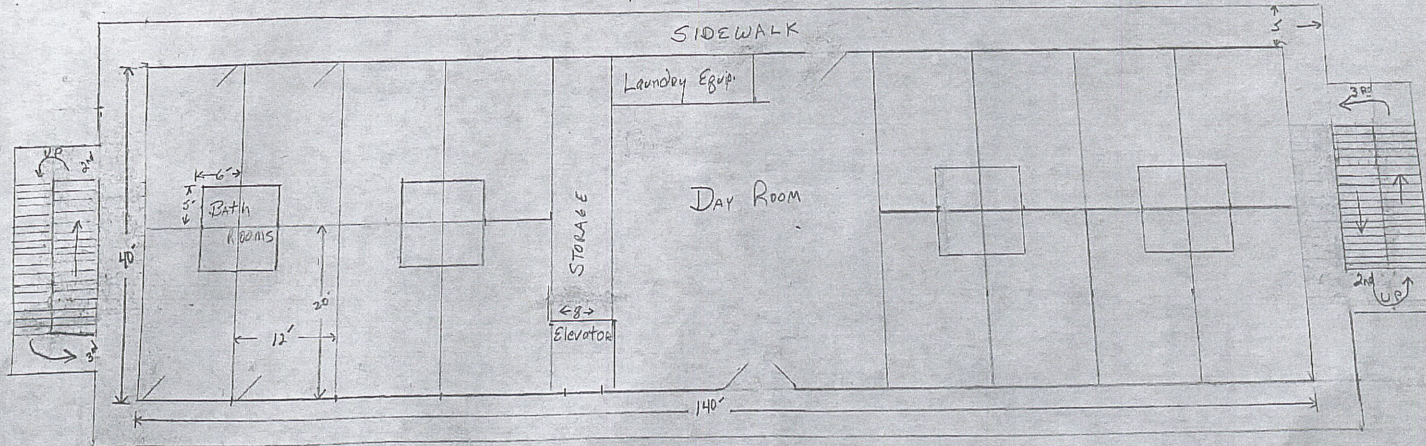 SIDEWALK
5'
Laundry Equp.
3rd
UP
2nd
6'
5'
Bath
Rooms
STORAGE
DAY ROOM
40'
20'
12'
8
Elevator
3rd
2nd
UP
140'